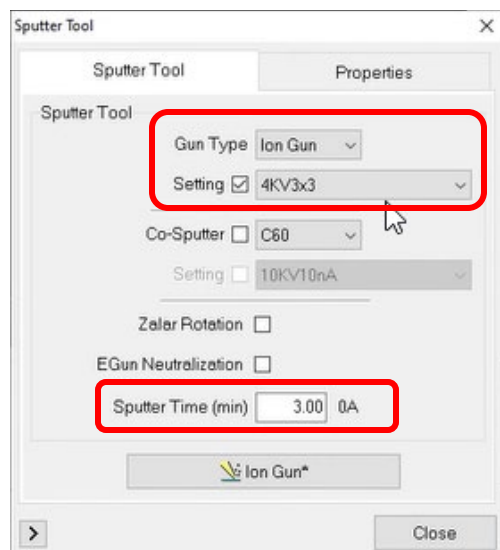 Sputter Tool
Sputter Tool Properties
Sputter Tool
Gun Type Ion Gun
Setting 4KV3x3
Co-Sputter C60
Setting 10KV10nA
Zalar Rotation
EGun Neutralization
Sputter Time (min) 3.00 0A
Ion Gun*
Close